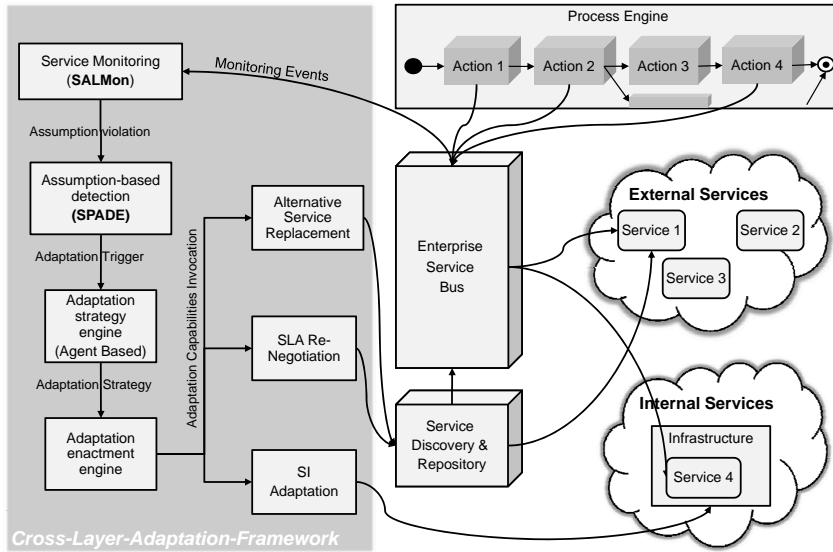 Process Engine
Action 1
Action 2
Action 3
Action 4
Service Monitoring
(SALMon)
Monitoring Events
Assumption violation
Assumption-based
detection
(SPADE)
Adaptation Trigger
Adaptation
strategy
engine
(Agent Based)
Adaptation Strategy
Adaptation
enactment
engine
Adaptation Capabilities Invocation
Alternative
Service
Replacement
SLA Re-
Negotiation
SI
Adaptation
Enterprise
Service
Bus
Service
Discovery &
Repository
External Services
Service 1
Service 2
Service 3
Internal Services
Infrastructure
Service 4
Cross-Layer-Adaptation-Framework